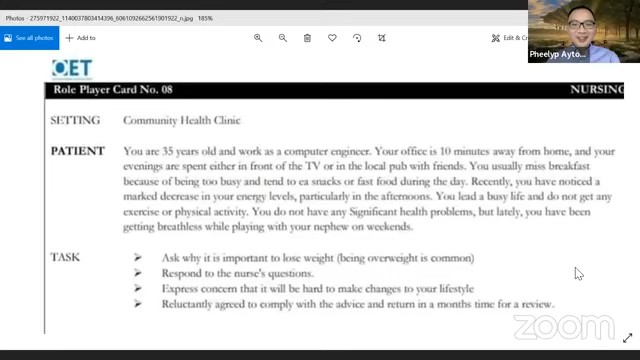 Photos - 275971922_1140037803414396_6061092662561901922_n.jpg 185%
See all photos
Add to
Edit & Cr
Pheelyp Ayto...
OET
Role Player Card No. 08 NURSING
SETTING Community Health Clinic
PATIENT You are 35 years old and work as a computer engineer. Your office is 10 minutes away from home, and your
evenings are spent either in front of the TV or in the local pub with friends. You usually miss breakfast
because of being too busy and tend to ea snacks or fast food during the day. Recently, you have noticed a
marked decrease in your energy levels, particularly in the afternoons. You lead a busy life and do not get any
exercise or physical activity. You do not have any Significant health problems, but lately, you have been
getting breathless while playing with your nephew on weekends.
TASK Ask why it is important to lose weight (being overweight is common)
Respond to the nurse's questions.
Express concern that it will be hard to make changes to your lifestyle
Reluctantly agreed to comply with the advice and return in a months time for a review.
zoom